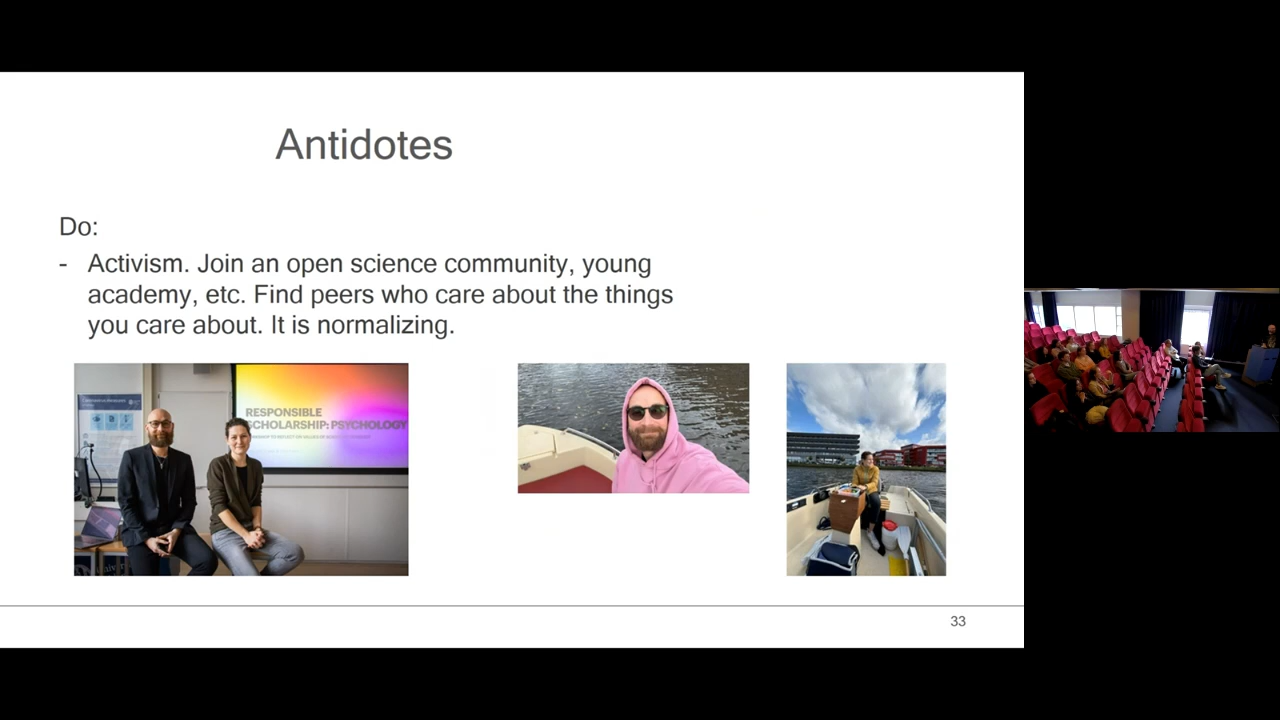 Antidotes
Do:
- Activism. Join an open science community, young
academy, etc. Find peers who care about the things
you care about. It is normalizing.
RESPONSIBLE
SCHOLARSHIP: PSYCHOLOGY
33